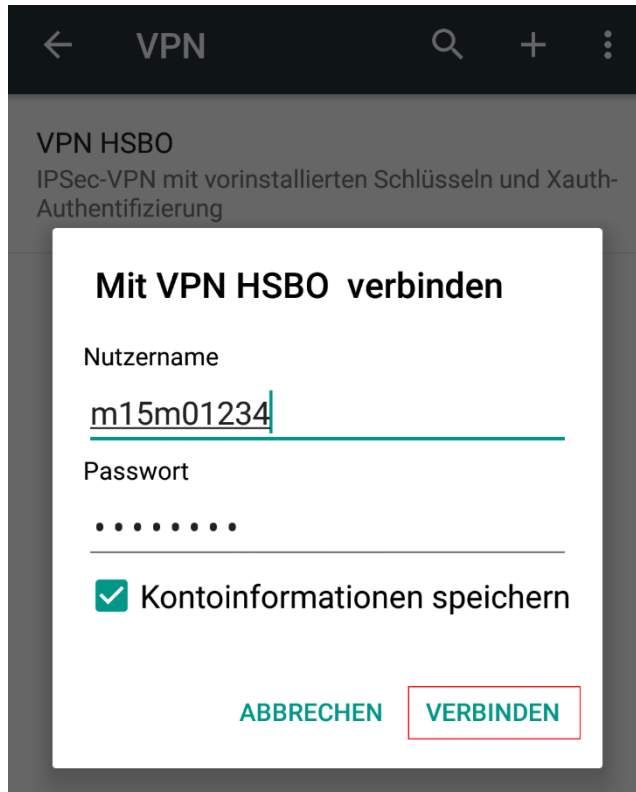 VPN
VPN HSBO
IPSec-VPN mit vorinstallierten Schlüsseln und Xauth-
Authentifizierung
Mit VPN HSBO verbinden
Nutzername
m15m01234
Passwort
••••••••
Kontoinformationen speichern
ABBRECHEN VERBINDEN